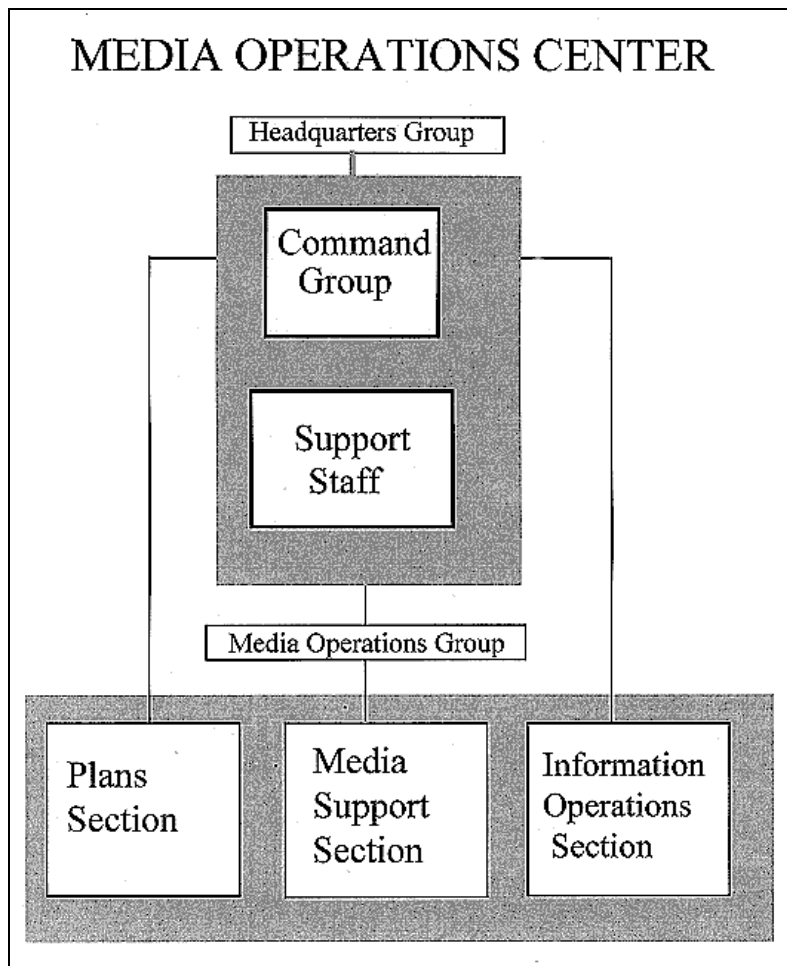 MEDIA OPERATIONS CENTER
Headquarters Group
Command
Group
Support
Staff
Media Operations Group
Plans
Section
Media
Support
Section
Information
Operations
Section